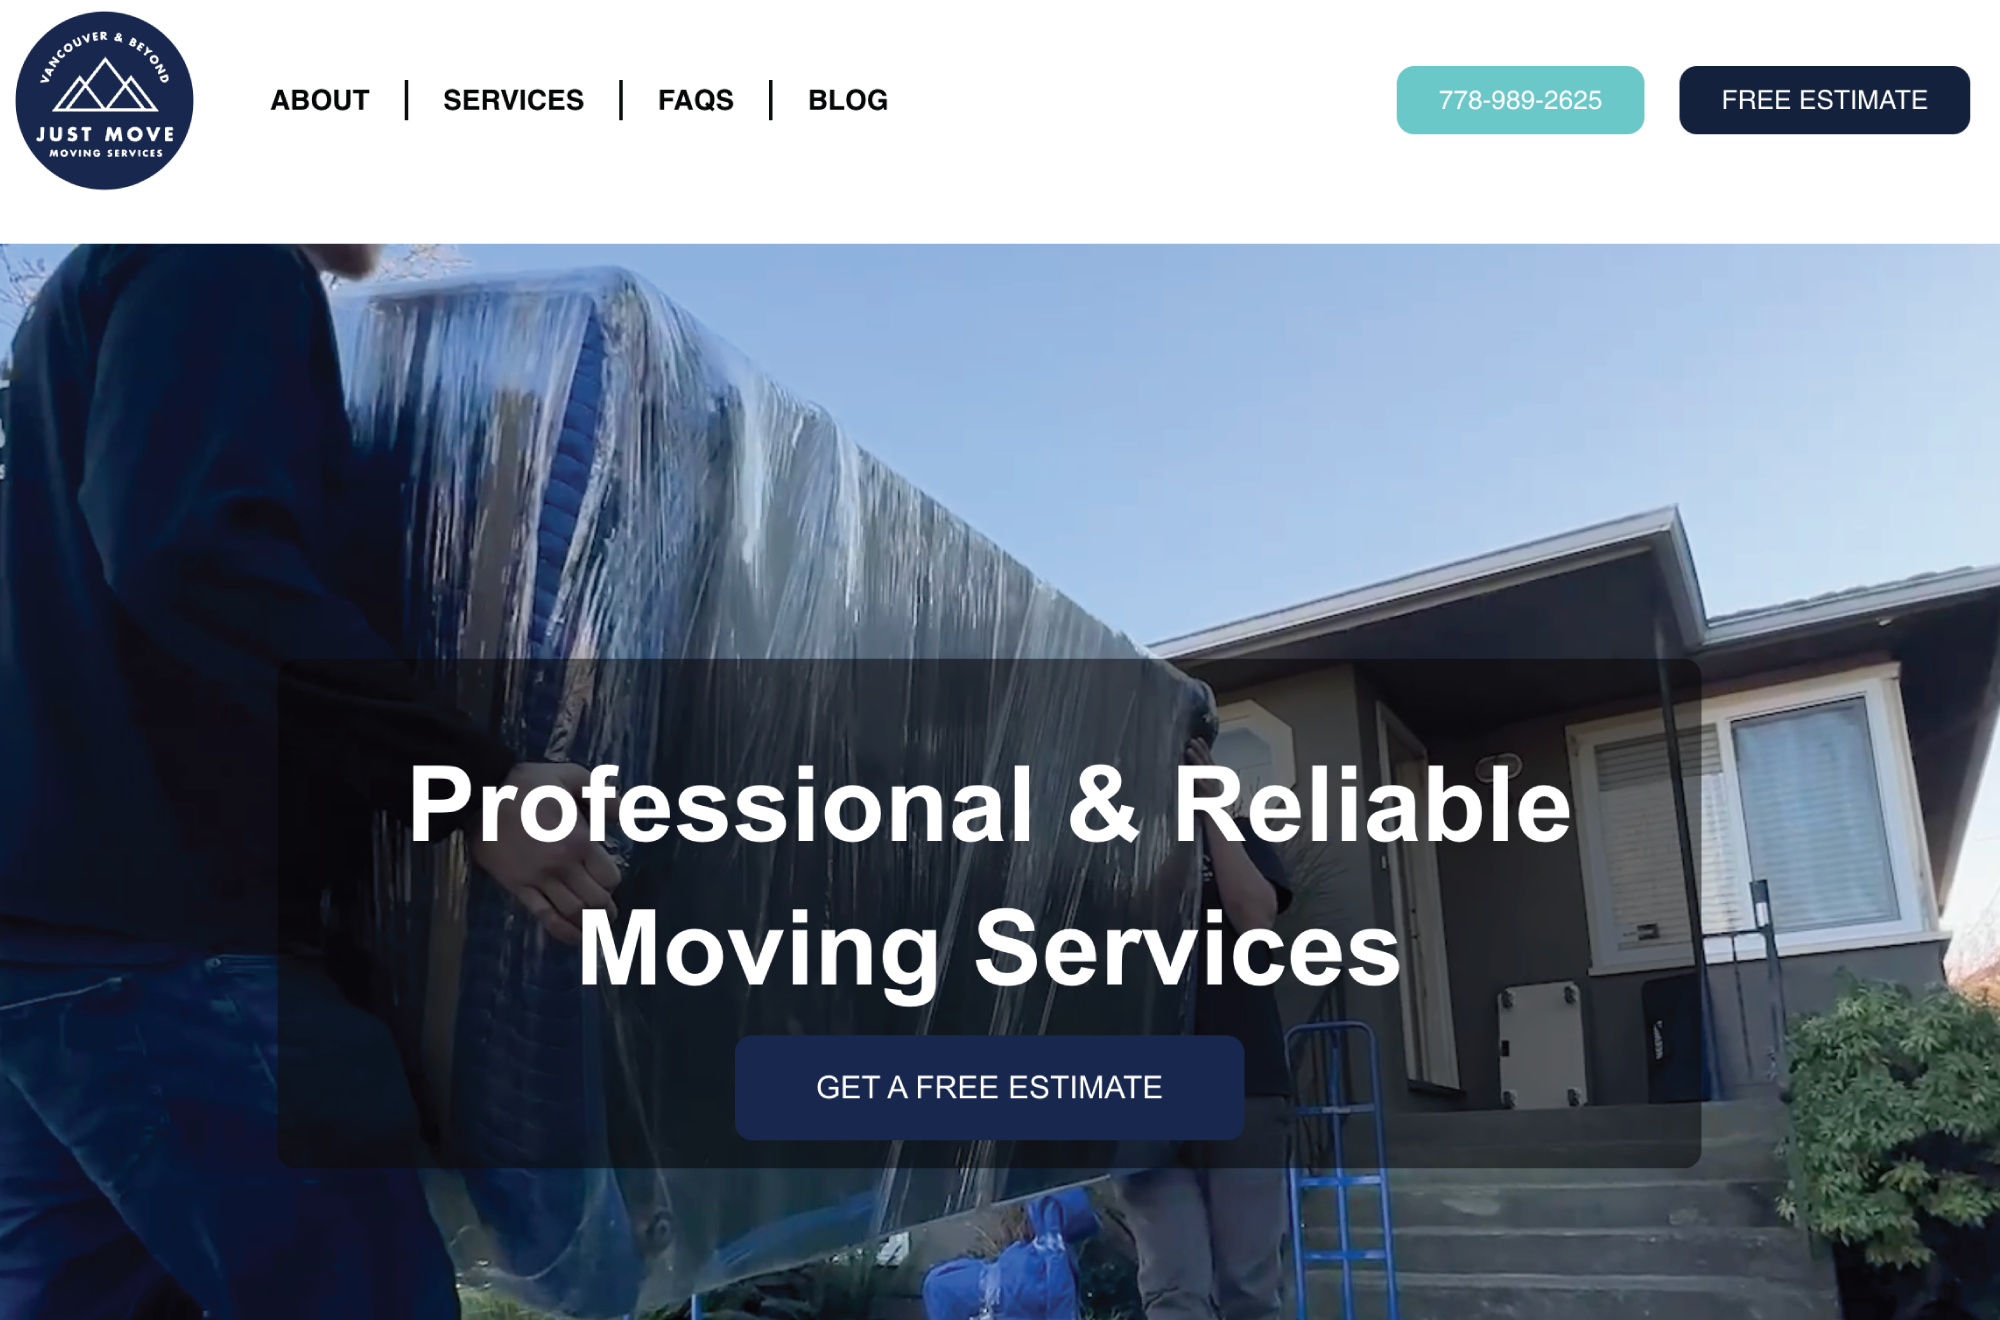 VANCOUVER & BEYOND
JUST MOVE
MOVING SERVICES
ABOUT
SERVICES
FAQS
BLOG
778-989-2625
FREE ESTIMATE
Professional & Reliable
Moving Services
GET A FREE ESTIMATE